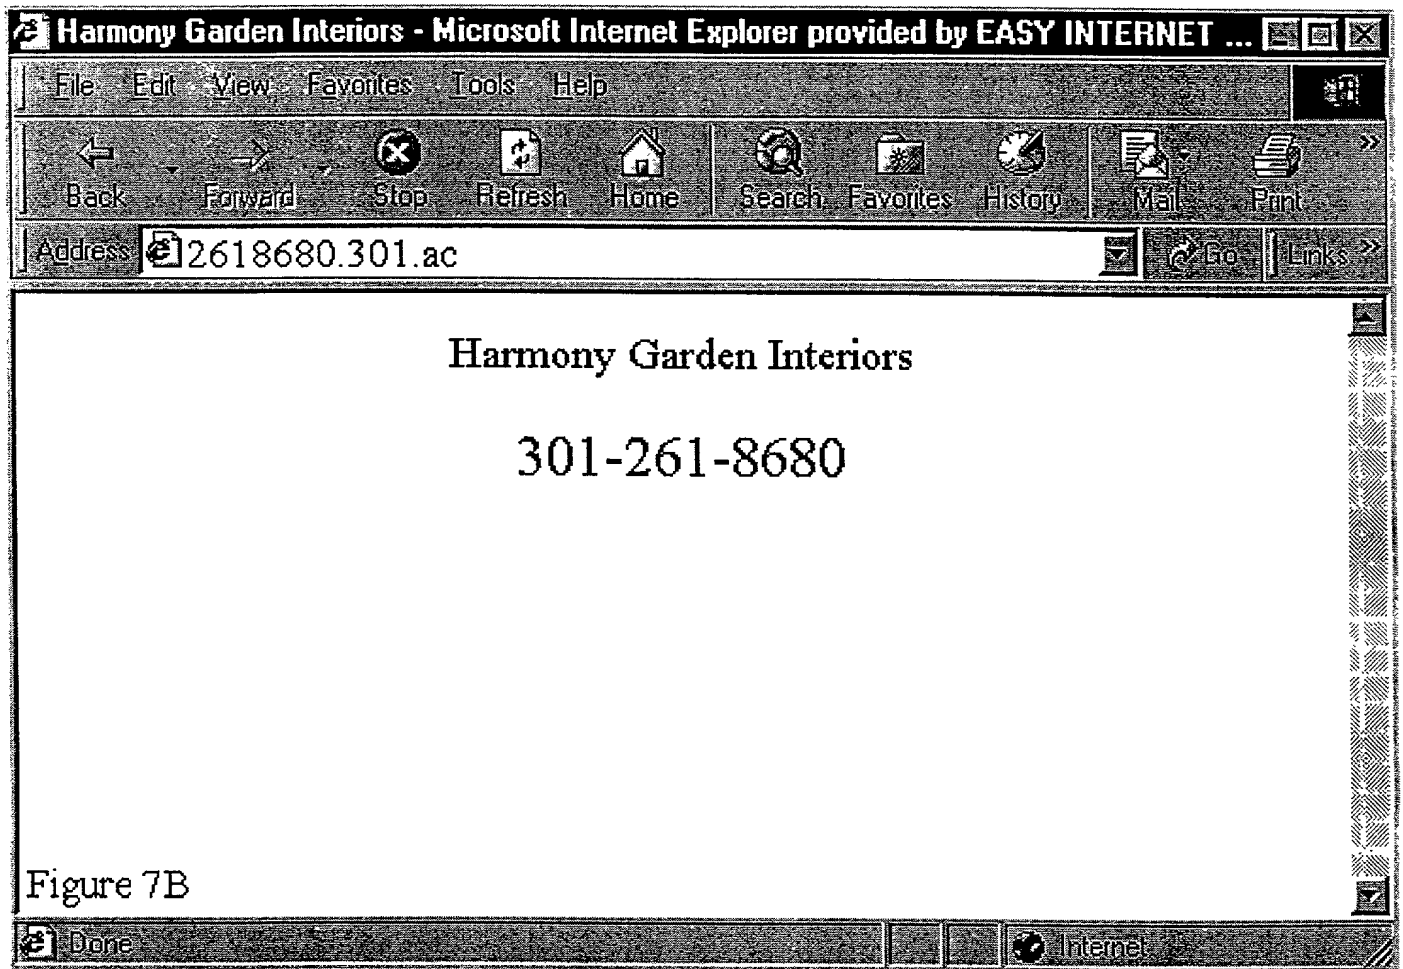 Harmony Garden Interiors - Microsoft Internet Explorer provided by EASY INTERNET ...
File Edit View Favorites Tools Help
Back Forward Stop Refresh Home Search Favorites History Mail Print »
Address 2618680.301.ac Go Links »
Harmony Garden Interiors
301-261-8680
Figure 7B
Done Internet